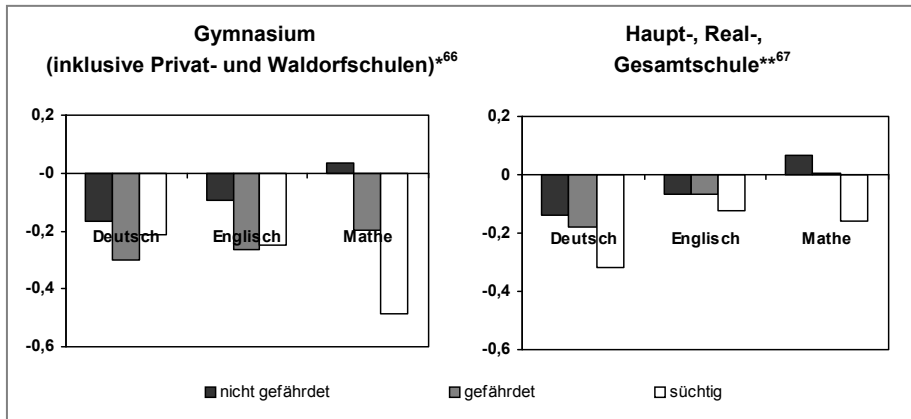 Gymnasium
(inklusive Privat- und Waldorfschulen)*66
0,2
-0
-0,2
-0,4
-0,6
Deutsch
Englisch
Mathe
Haupt-, Real-,
Gesamtschule**67
0,2
0
-0,2
-0,4
-0,6
Deutsch
Englisch
Mathe
nicht gefährdet
gefährdet
süchtig